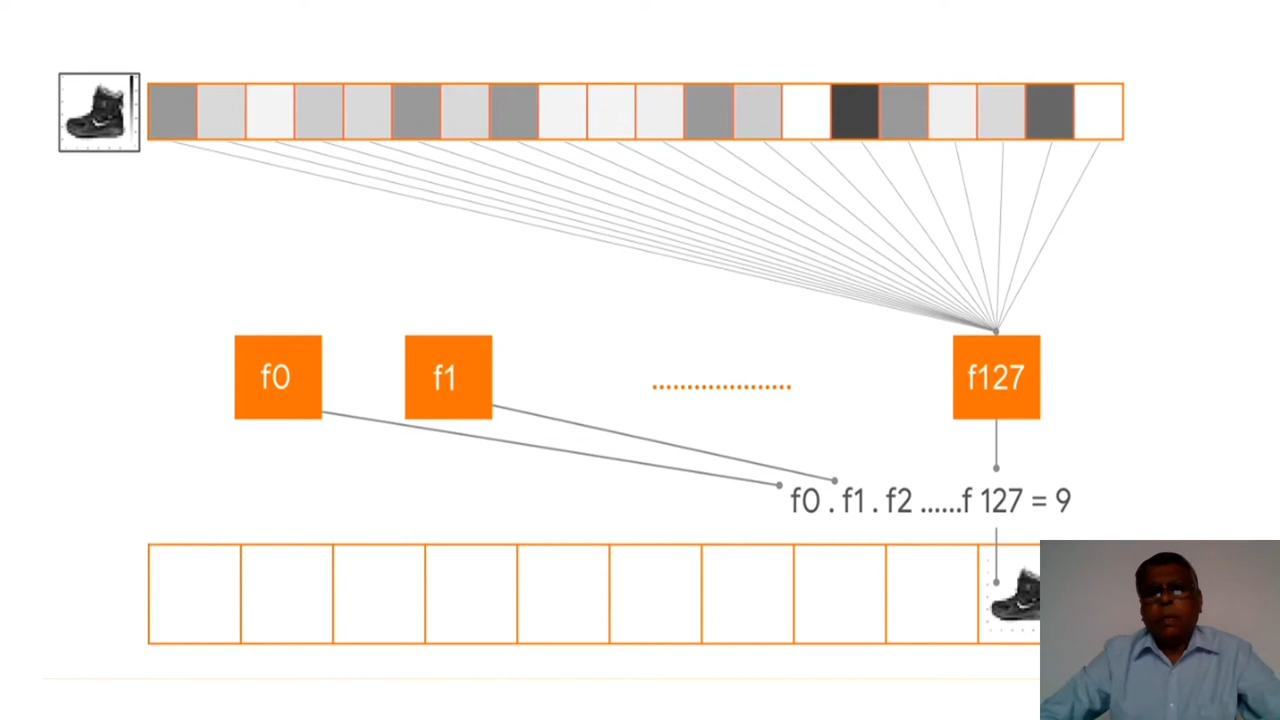 f0
f1
....................
f127
f0 . f1 . f2 ......f 127 = 9